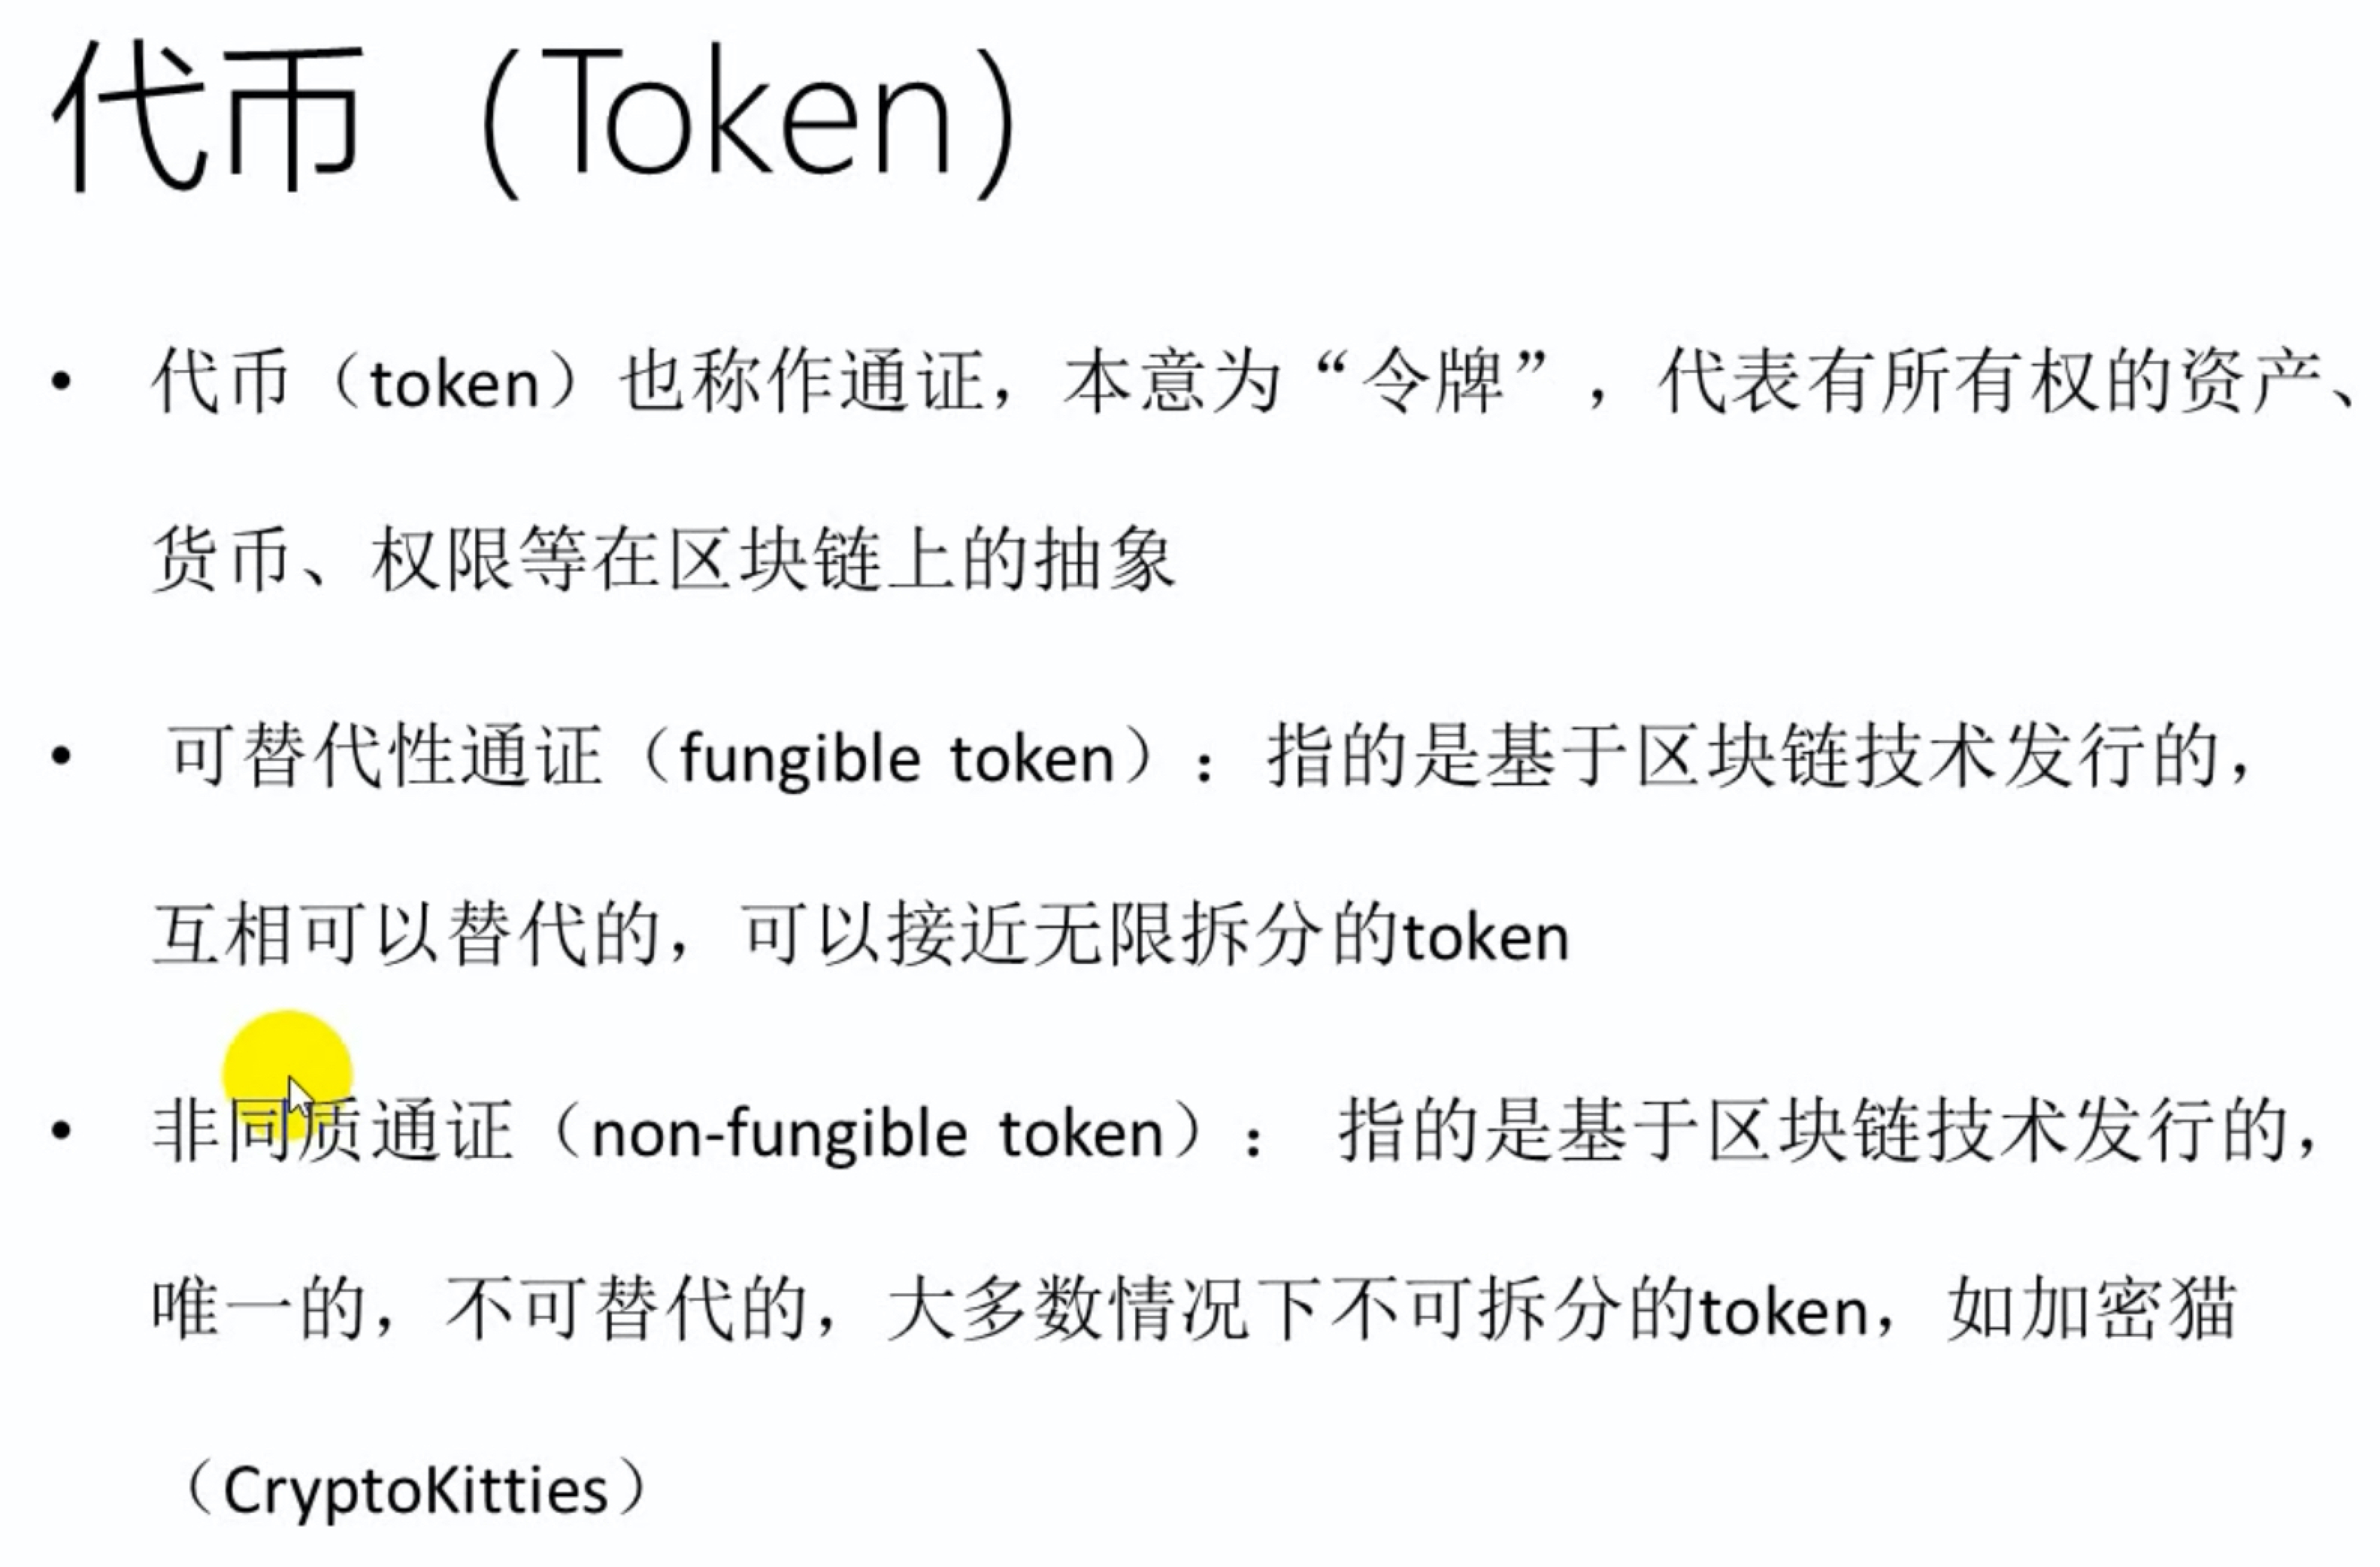 代币（Token）
• 代币（token）也称作通证，本意为“令牌”，代表有所有权的资产、
货币、权限等在区块链上的抽象
• 可替代性通证（fungible token）：指的是基于区块链技术发行的，
互相可以替代的，可以接近无限拆分的token
• 非同质通证（non-fungible token）： 指的是基于区块链技术发行的，
唯一的，不可替代的，大多数情况下不可拆分的token，如加密猫
（CryptoKitties）